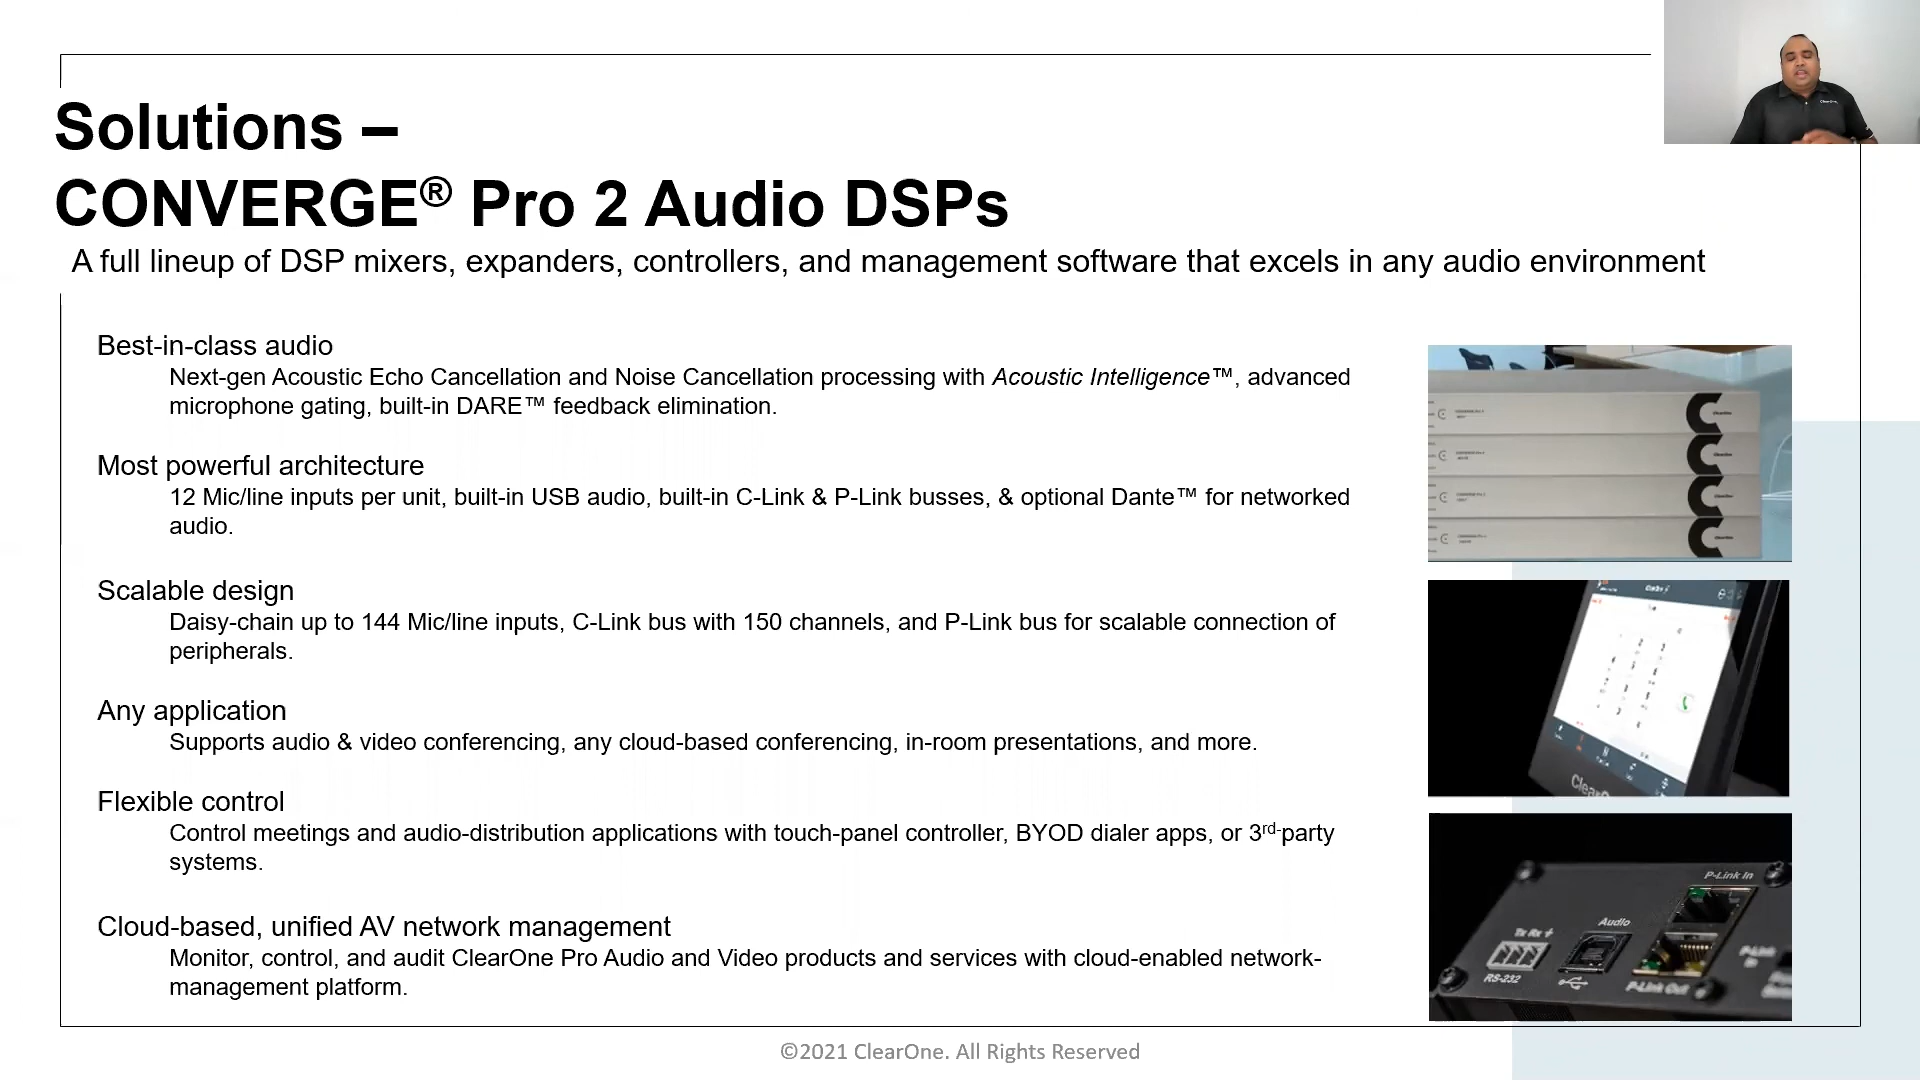 Solutions –
CONVERGE® Pro 2 Audio DSPs
A full lineup of DSP mixers, expanders, controllers, and management software that excels in any audio environment
Best-in-class audio
Next-gen Acoustic Echo Cancellation and Noise Cancellation processing with Acoustic Intelligence™, advanced
microphone gating, built-in DARE™ feedback elimination.
Most powerful architecture
12 Mic/line inputs per unit, built-in USB audio, built-in C-Link & P-Link busses, & optional Dante™ for networked
audio.
Scalable design
Daisy-chain up to 144 Mic/line inputs, C-Link bus with 150 channels, and P-Link bus for scalable connection of
peripherals.
Any application
Supports audio & video conferencing, any cloud-based conferencing, in-room presentations, and more.
Flexible control
Control meetings and audio-distribution applications with touch-panel controller, BYOD dialer apps, or 3rd-party
systems.
Cloud-based, unified AV network management
Monitor, control, and audit ClearOne Pro Audio and Video products and services with cloud-enabled network-
management platform.
ClearOne
P-Link In
Audio
Tx Rx
RS-232
P-Link Out
©2021 ClearOne. All Rights Reserved